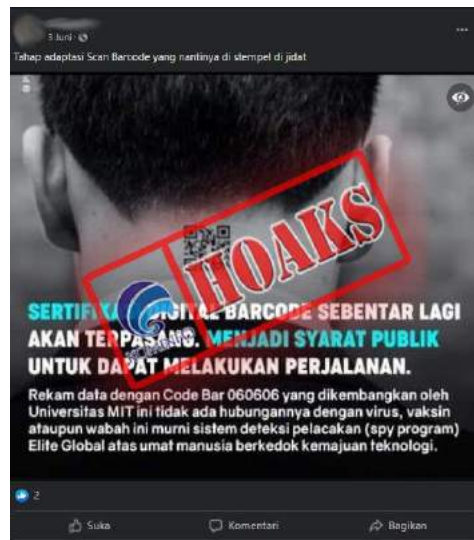 3 Juni ·
Tahap adaptasi Scan Barcode yang nantinya di stempel di jidat
HOAKS
KOMINFO
SERTIFIKAT DIGITAL BARCODE SEBENTAR LAGI
AKAN TERPASANG. MENJADI SYARAT PUBLIK
UNTUK DAPAT MELAKUKAN PERJALANAN.
Rekam data dengan Code Bar 060606 yang dikembangkan oleh
Universitas MIT ini tidak ada hubungannya dengan virus, vaksin
ataupun wabah ini murni sistem deteksi pelacakan (spy program)
Elite Global atas umat manusia berkedok kemajuan teknologi.
2
Suka
Komentari
Bagikan